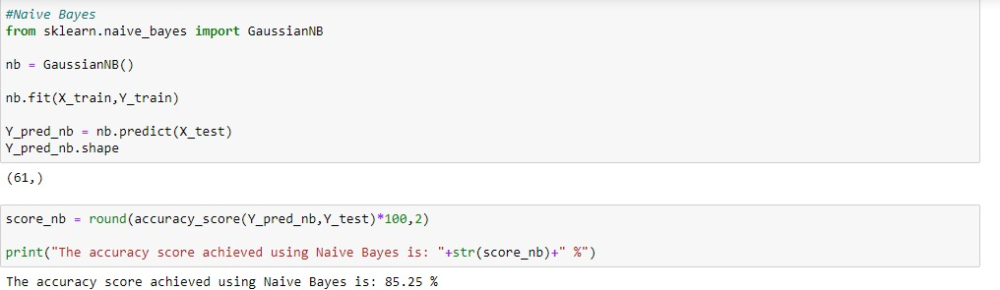 #Naive Bayes
from sklearn.naive_bayes import GaussianNB
nb = GaussianNB()
nb.fit(X_train,Y_train)
Y_pred_nb = nb.predict(X_test)
Y_pred_nb.shape
(61,)
score_nb = round(accuracy_score(Y_pred_nb,Y_test)*100,2)
print("The accuracy score achieved using Naive Bayes is: "+str(score_nb)+" %")
The accuracy score achieved using Naive Bayes is: 85.25 %